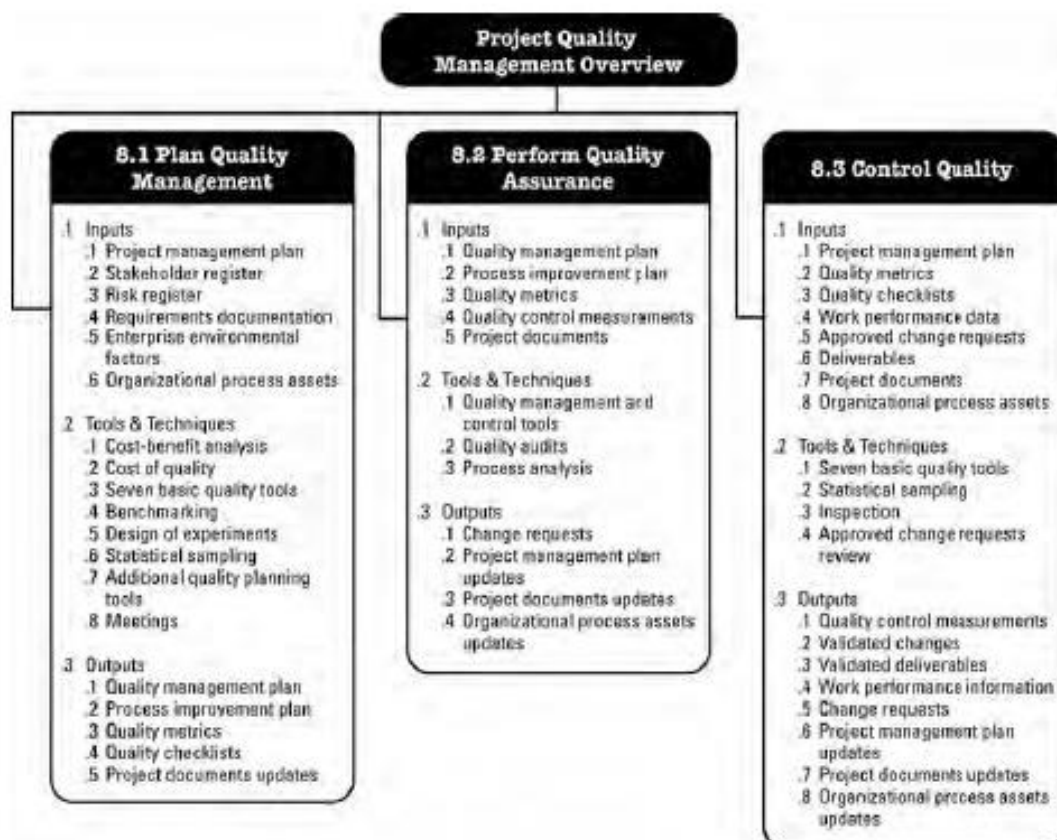 Project Quality
Management Overview
8.1 Plan Quality
Management
.1 Inputs
.1 Project management plan
.2 Stakeholder register
.3 Risk register
.4 Requirements documentation
.5 Enterprise environmental
factors
.6 Organizational process assets
.2 Tools & Techniques
.1 Cost-benefit analysis
.2 Cost of quality
.3 Seven basic quality tools
.4 Benchmarking
.5 Design of experiments
.6 Statistical sampling
.7 Additional quality planning
tools
.8 Meetings
.3 Outputs
.1 Quality management plan
.2 Process improvement plan
.3 Quality metrics
.4 Quality checklists
.5 Project documents updates
8.2 Perform Quality
Assurance
.1 Inputs
.1 Quality management plan
.2 Process improvement plan
.3 Quality metrics
.4 Quality control measurements
.5 Project documents
.2 Tools & Techniques
.1 Quality management and
control tools
.2 Quality audits
.3 Process analysis
.3 Outputs
.1 Change requests
.2 Project management plan
updates
.3 Project documents updates
.4 Organizational process assets
updates
8.3 Control Quality
.1 Inputs
.1 Project management plan
.2 Quality metrics
.3 Quality checklists
.4 Work performance data
.5 Approved change requests
.6 Deliverables
.7 Project documents
.8 Organizational process assets
.2 Tools & Techniques
.1 Seven basic quality tools
.2 Statistical sampling
.3 Inspection
.4 Approved change requests
review
.3 Outputs
.1 Quality control measurements
.2 Validated changes
.3 Validated deliverables
.4 Work performance information
.5 Change requests
.6 Project management plan
updates
.7 Project documents updates
.8 Organizational process assets
updates